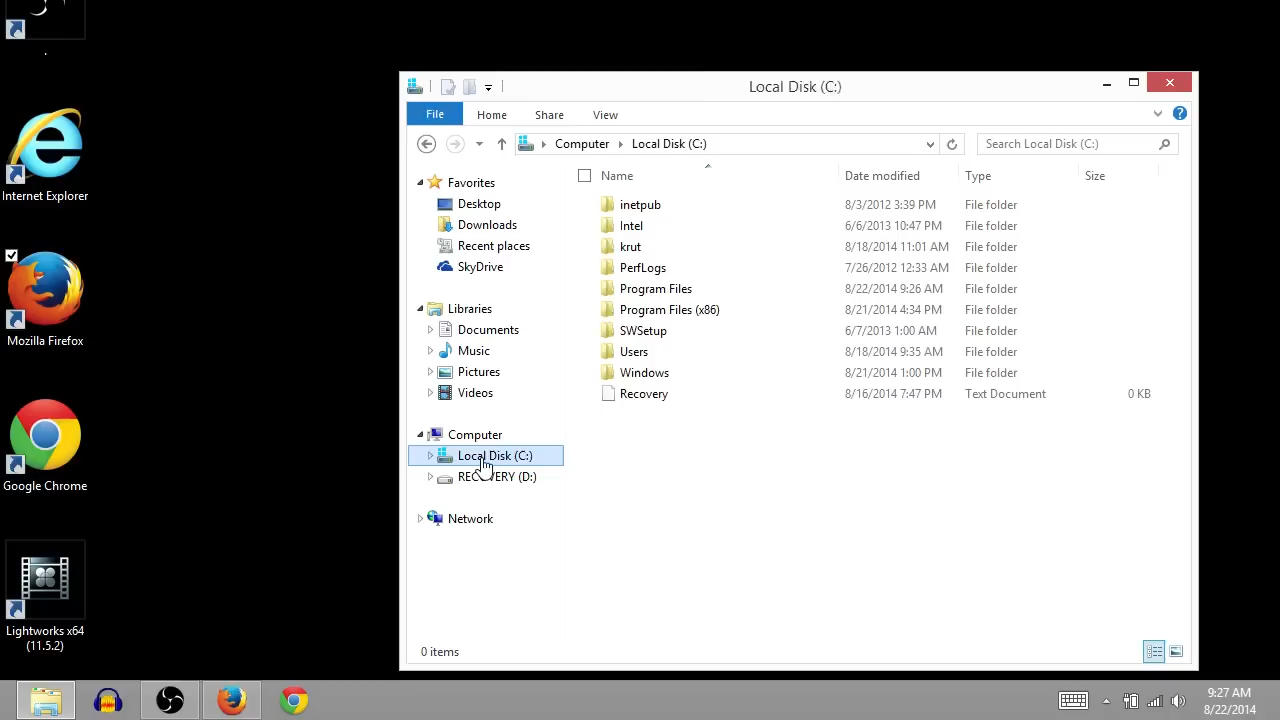 .
Internet Explorer
Mozilla Firefox
Google Chrome
Lightworks x64
(11.5.2)
Local Disk (C:)
File Home Share View
Computer Local Disk (C:) Search Local Disk (C:)
Favorites
Desktop
Downloads
Recent places
SkyDrive
Libraries
Documents
Music
Pictures
Videos
Computer
Local Disk (C:)
RECOVERY (D:)
Network
Name Date modified Type Size
inetpub 8/3/2012 3:39 PM File folder
Intel 6/6/2013 10:47 PM File folder
krut 8/18/2014 11:01 AM File folder
PerfLogs 7/26/2012 12:33 AM File folder
Program Files 8/22/2014 9:26 AM File folder
Program Files (x86) 8/21/2014 4:34 PM File folder
SWSetup 6/7/2013 1:00 AM File folder
Users 8/18/2014 9:35 AM File folder
Windows 8/21/2014 1:00 PM File folder
Recovery 8/16/2014 7:47 PM Text Document 0 KB
0 items
9:27 AM
8/22/2014